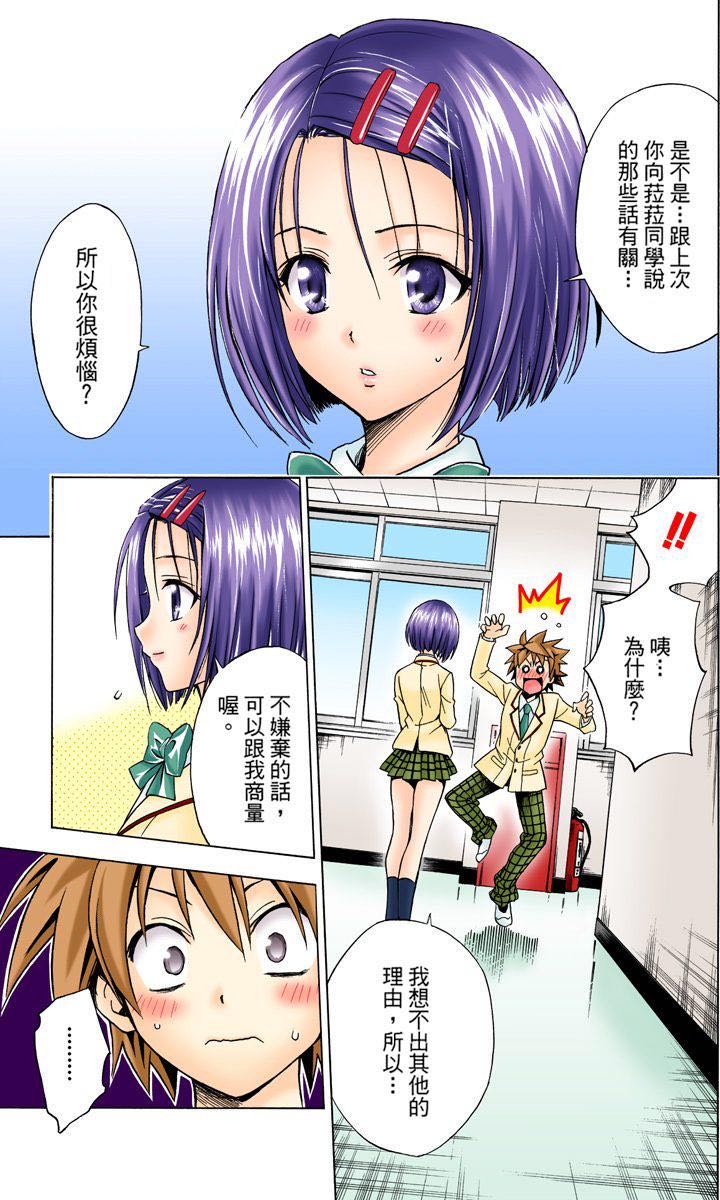 是不是…跟上次
你向菈菈同學說
的那些話有關…
所以你很煩惱？
!!
咦…
為什麼？
我想不出其他的
理由，所以…
不嫌棄的話，
可以跟我商量
喔。
………